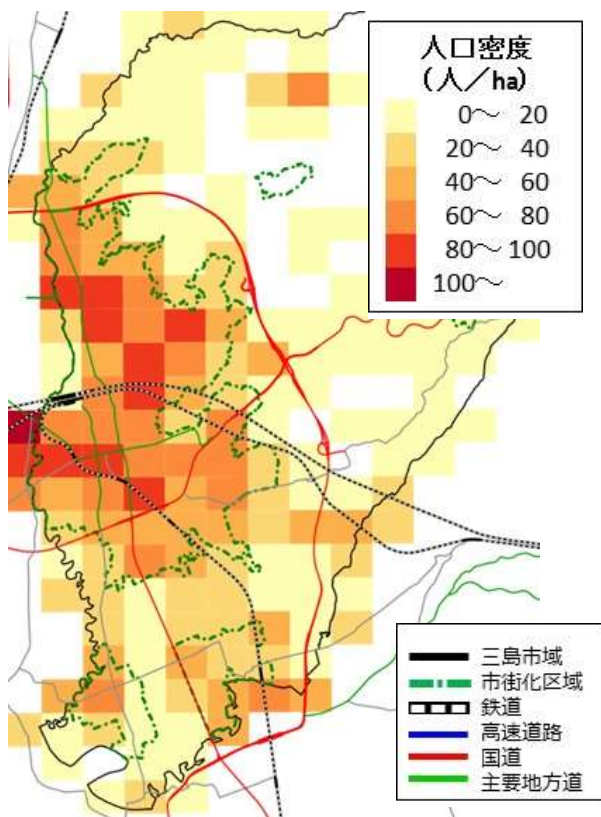 人口密度
(人／ha)
0～ 20
20～ 40
40～ 60
60～ 80
80～ 100
100～
三島市域
市街化区域
鉄道
高速道路
国道
主要地方道